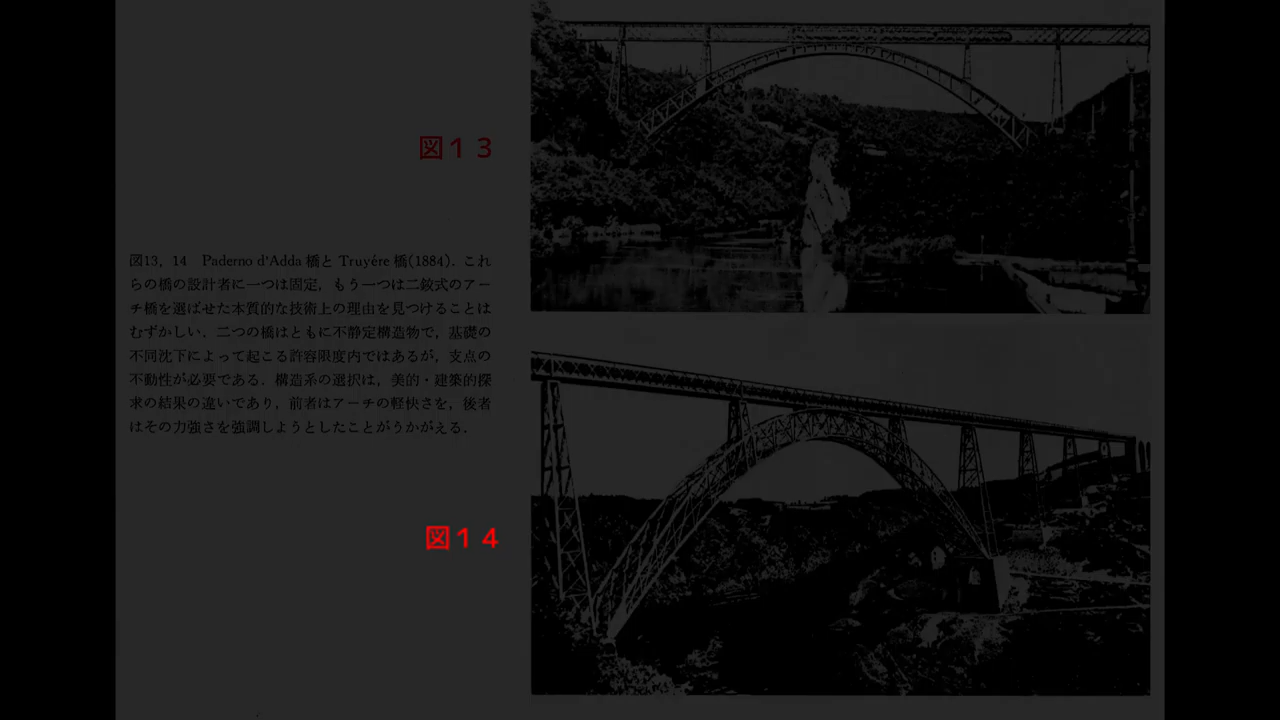 図１３
図13，14　Paderno d'Adda 橋と Truyére 橋(1884)．これ
らの橋の設計者に一つは固定，もう一つは二鉸式のアー
チ橋を選ばせた本質的な技術上の理由を見つけることは
むずかしい．二つの橋はともに不静定構造物で，基礎の
不同沈下によって起こる許容限度内ではあるが，支点の
不動性が必要である．構造系の選択は，美的・建築的探
求の結果の違いであり，前者はアーチの軽快さを，後者
はその力強さを強調しようとしたことがうかがえる．
図１４